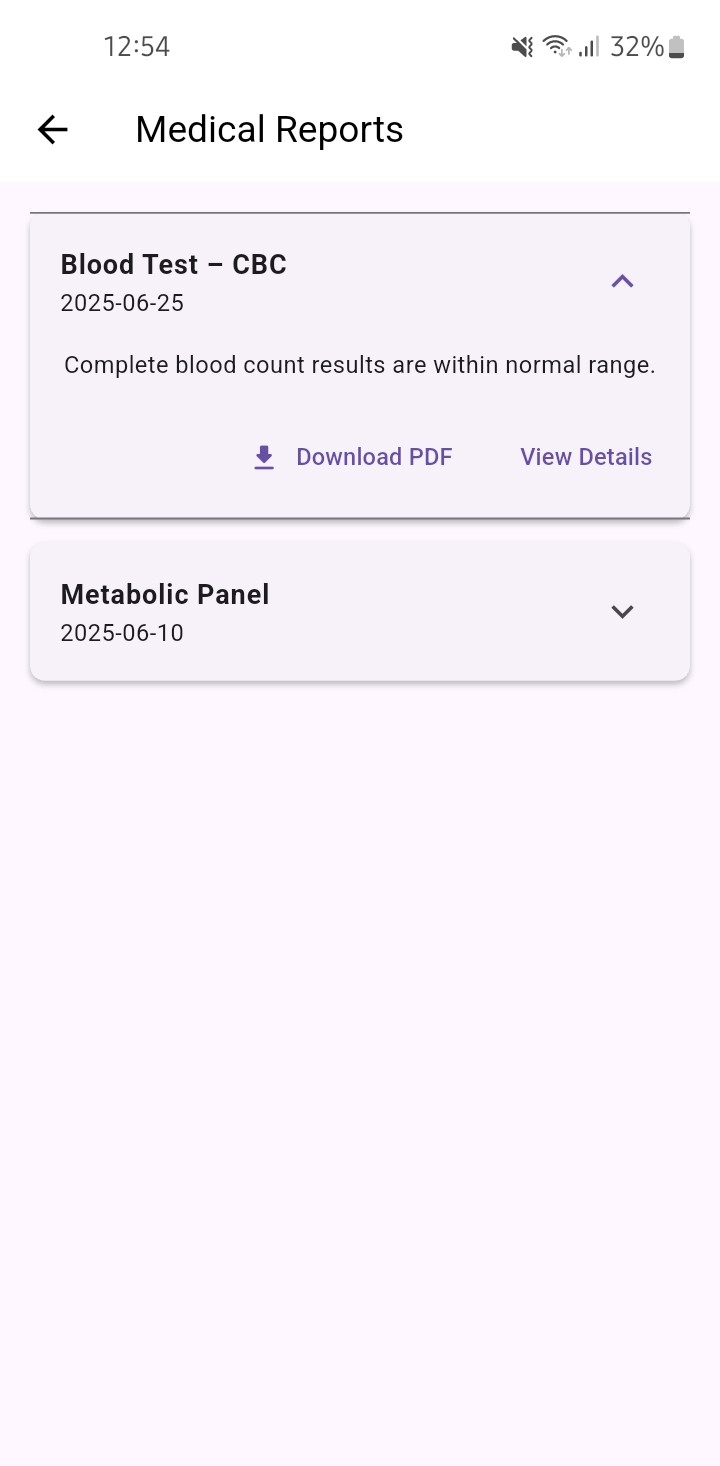 12:54
32%
Medical Reports
Blood Test – CBC
2025-06-25
Complete blood count results are within normal range.
Download PDF
View Details
Metabolic Panel
2025-06-10